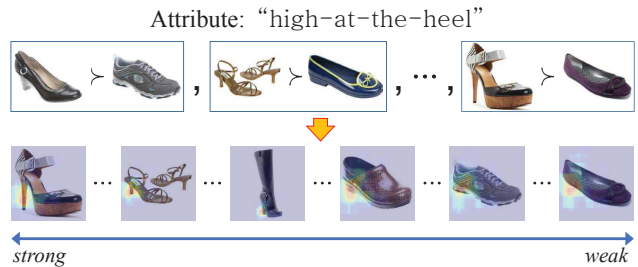 Attribute: “high-at-the-heel”
≻ , ≻ , ··· , ≻
··· ··· ··· ··· ···
strong weak